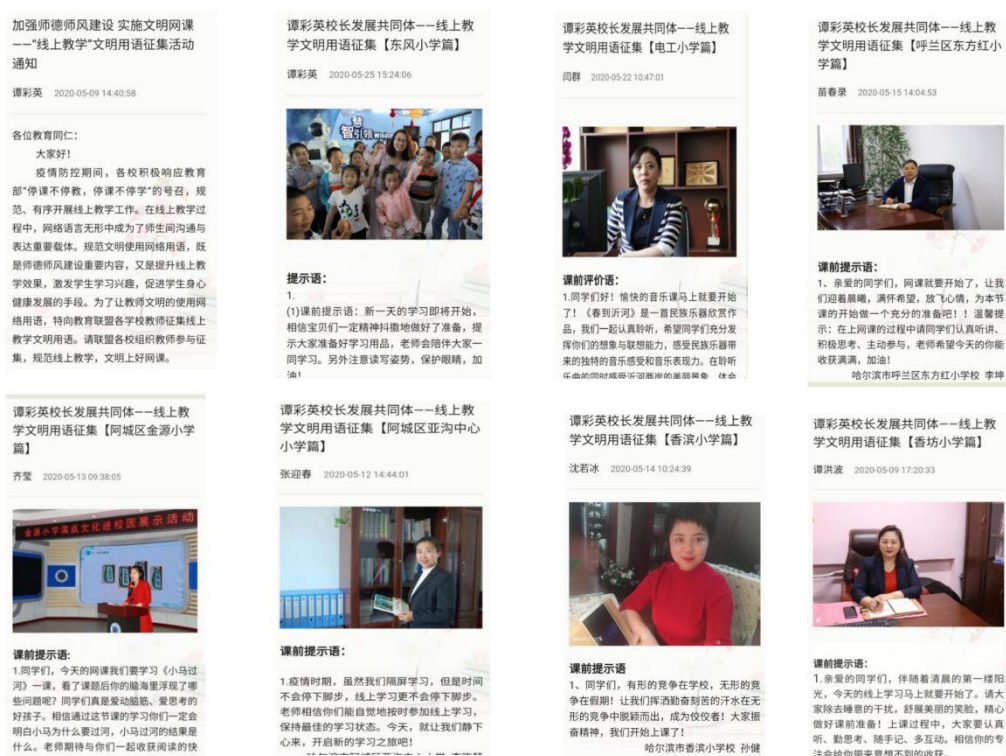 加强师德师风建设 实施文明网课
——“线上教学”文明用语征集活动
通知
谭彩英 2020-05-09 14:40:58
各位教育同仁：
大家好！
疫情防控期间，各校积极响应教育
部“停课不停教，停课不停学”的号召，规
范、有序开展线上教学工作。在线上教学过
程中，网络语言无形中成为了师生间沟通与
表达重要载体。规范文明使用网络用语，既
是师德师风建设重要内容，又是提升线上教
学效果，激发学生学习兴趣，促进学生身心
健康发展的手段。为了让教师文明的使用网
络用语，特向教育联盟各学校教师征集线上
教学文明用语。请联盟各校组织教师参与征
集，规范线上教学，文明上好网课。
谭彩英校长发展共同体——线上教
学文明用语征集【东风小学篇】
谭彩英 2020-05-25 15:24:06
慧
智引领 Wisdom
提示语：
1.
(1)课前提示：新一天的学习即将开始，
相信宝贝们一定精神抖擞地做好了准备，提
示大家准备好学习用品，老师会陪伴大家一
同学习。另外注意读写姿势，保护眼睛，加
油！
谭彩英校长发展共同体——线上教
学文明用语征集【电工小学篇】
闫群 2020-05-22 10:47:01
课前评价语：
1.同学们好！愉快的音乐课马上就要开始
了！《春到沂河》是一首民族乐器欣赏作
品，我们一起认真聆听，希望同学们充分发
挥你们的想象与联想能力，感受民族乐器带
来的独特的音乐感受和音乐表现力。在聆听
乐曲的同时感受沂河两岸的美丽景象，体会
谭彩英校长发展共同体——线上教
学文明用语征集【呼兰区东方红小
学篇】
苗春录 2020-05-15 14:04:53
课前提示语：
1、亲爱的同学们，网课就要开始了，让我
们迎着晨曦，满怀希望，放飞心情，为本节
课的开始做一个充分的准备吧！！温馨提
示：在上网课的过程中请同学们认真听讲、
积极思考、主动参与，老师希望今天的你能
收获满满，加油！
哈尔滨市呼兰区东方红小学校 李坤
谭彩英校长发展共同体——线上教
学文明用语征集【阿城区金源小学
篇】
齐莹 2020-05-13 09:38:05
金源小学满族文化进校园展示活动
课前提示语:
1.同学们，今天的网课我们要学习《小马过
河》一课，看了课题后你的脑海里浮现了哪
些问题呢？同学们真是爱动脑筋、爱思考的
好孩子。相信通过这节课的学习你们一定会
明白小马为什么要过河，小马过河的结果是
什么。老师期待与你们一起收获阅读的快
谭彩英校长发展共同体——线上教
学文明用语征集【阿城区亚沟中心
小学篇】
张迎春 2020-05-12 14:44:01
课前提示语：
1.疫情时期，虽然我们隔屏学习，但是时间
不会停下脚步，线上学习更不会停下脚步。
老师相信你们能自觉地按时参加线上学习，
保持最佳的学习状态。今天，就让我们静下
心来，开启新的学习之旅吧！
谭彩英校长发展共同体——线上教
学文明用语征集【香滨小学篇】
沈若冰 2020-05-14 10:24:39
课前提示语
1、同学们，有形的竞争在学校，无形的竞
争在假期！让我们挥洒勤奋刻苦的汗水在无
形的竞争中脱颖而出，成为佼佼者！大家振
奋精神，我们开始上课了！
哈尔滨市香滨小学校 孙健
谭彩英校长发展共同体——线上教
学文明用语征集【香坊小学篇】
谭洪波 2020-05-09 17:20:33
课前提示语：
1.亲爱的同学们，伴随着清晨的第一缕阳
光，今天的线上学习马上就要开始了。请大
家除去睡意的干扰，舒展美丽的笑脸，精心
做好课前准备！上课过程中，大家要认真
听、勤思考、随手记、多互动。相信你的专
注会给你带来意想不到的收获。